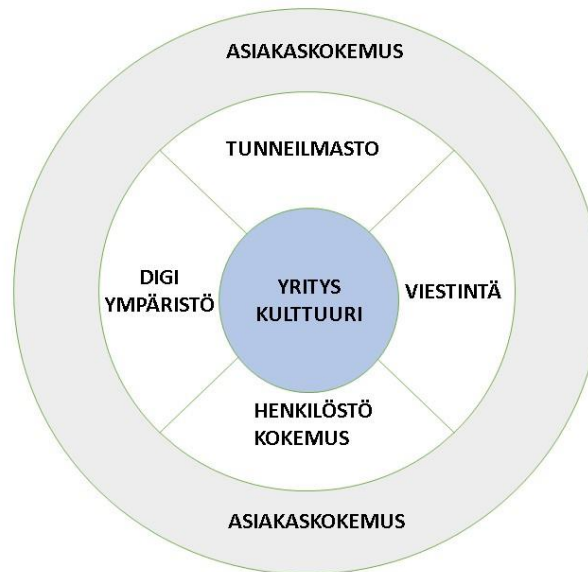 ASIAKASKOKEMUS
TUNNEILMASTO
DIGI
YMPÄRISTÖ
YRITYS
KULTTUURI
VIESTINTÄ
HENKILÖSTÖ
KOKEMUS
ASIAKASKOKEMUS